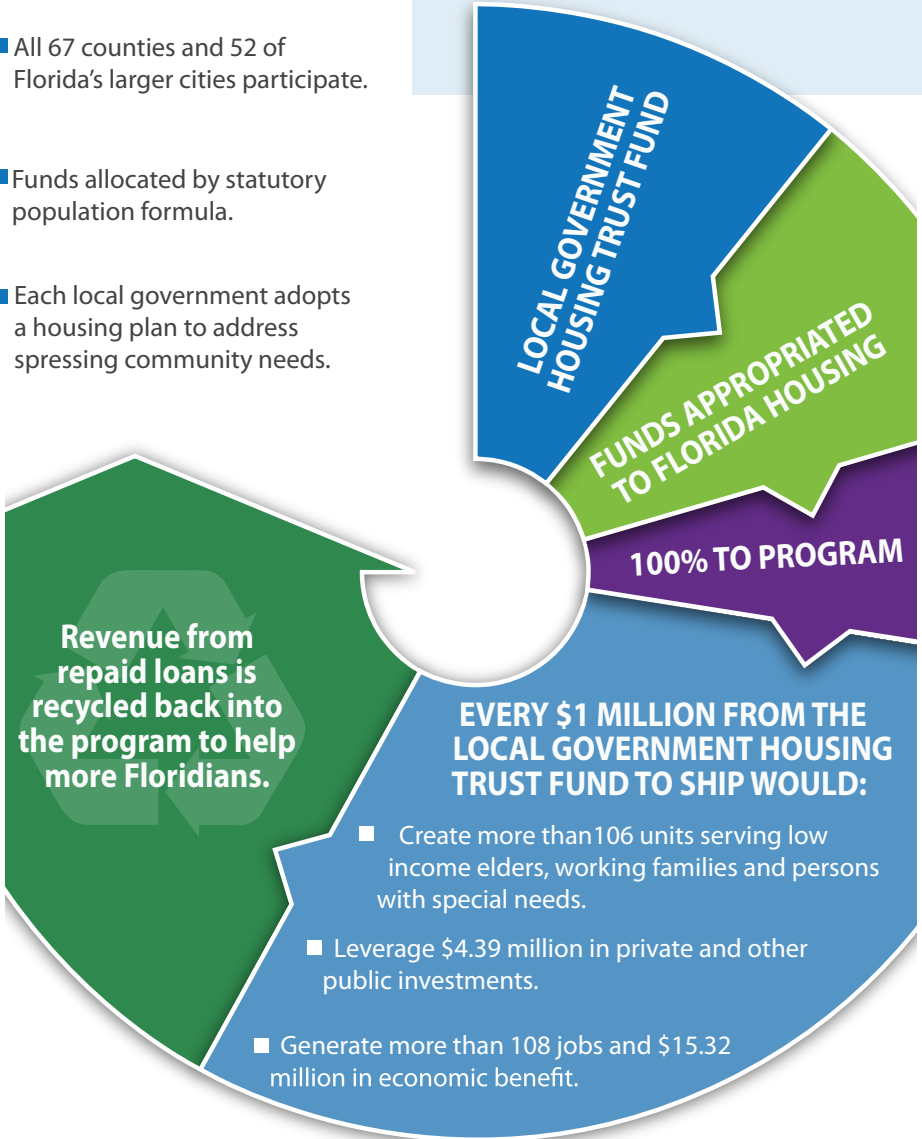 All 67 counties and 52 of
Florida's larger cities participate.
Funds allocated by statutory
population formula.
Each local government adopts
a housing plan to address
spressing community needs.
LOCAL GOVERNMENT
HOUSING TRUST FUND
FUNDS APPROPRIATED
TO FLORIDA HOUSING
100% TO PROGRAM
EVERY $1 MILLION FROM THE
LOCAL GOVERNMENT HOUSING
TRUST FUND TO SHIP WOULD:
Create more than106 units serving low
income elders, working families and persons
with special needs.
Leverage $4.39 million in private and other
public investments.
Generate more than 108 jobs and $15.32
million in economic benefit.
Revenue from
repaid loans is
recycled back into
the program to help
more Floridians.